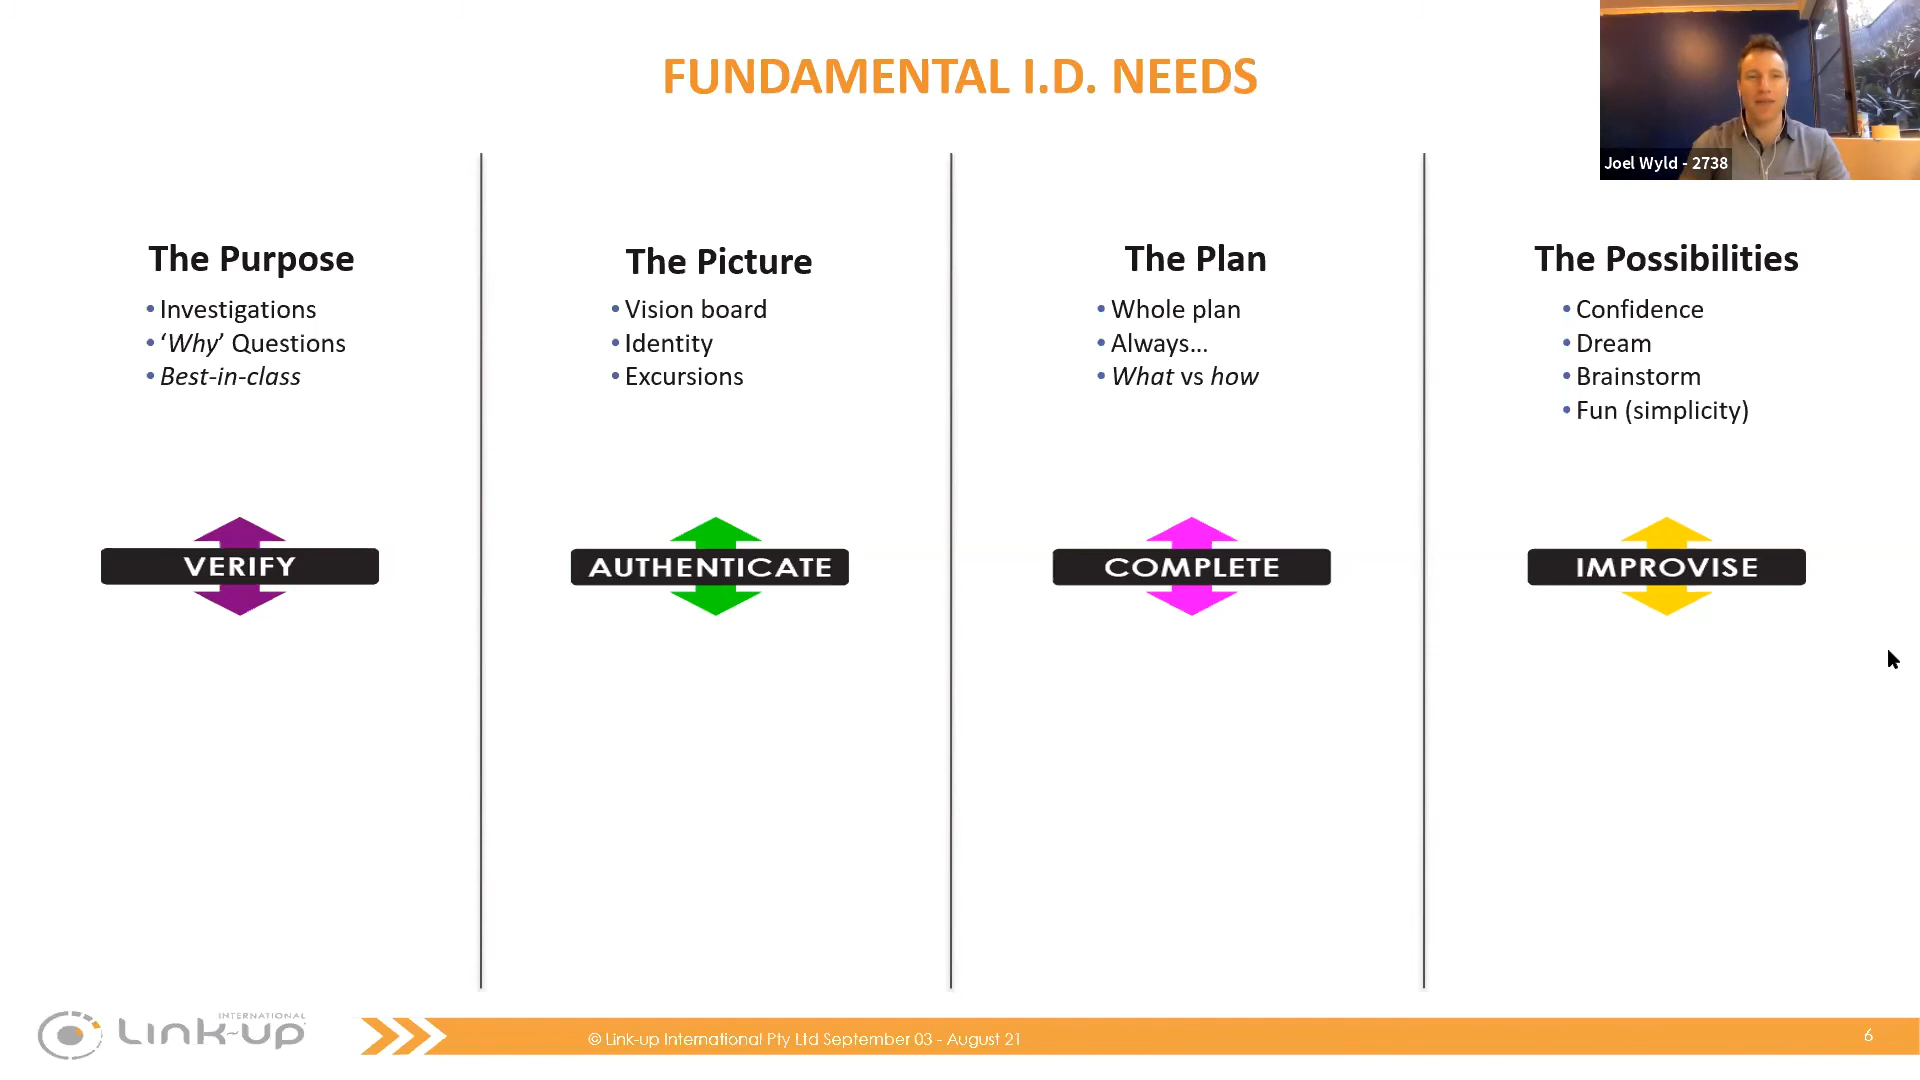 FUNDAMENTAL I.D. NEEDS
Joel Wyld - 2738
The Purpose
• Investigations
• ‘Why’ Questions
• Best-in-class
VERIFY
The Picture
• Vision board
• Identity
• Excursions
AUTHENTICATE
The Plan
• Whole plan
• Always...
• What vs how
COMPLETE
The Possibilities
• Confidence
• Dream
• Brainstorm
• Fun (simplicity)
IMPROVISE
INTERNATIONAL
Link-up
© Link-up International Pty Ltd September 03 - August 21
6